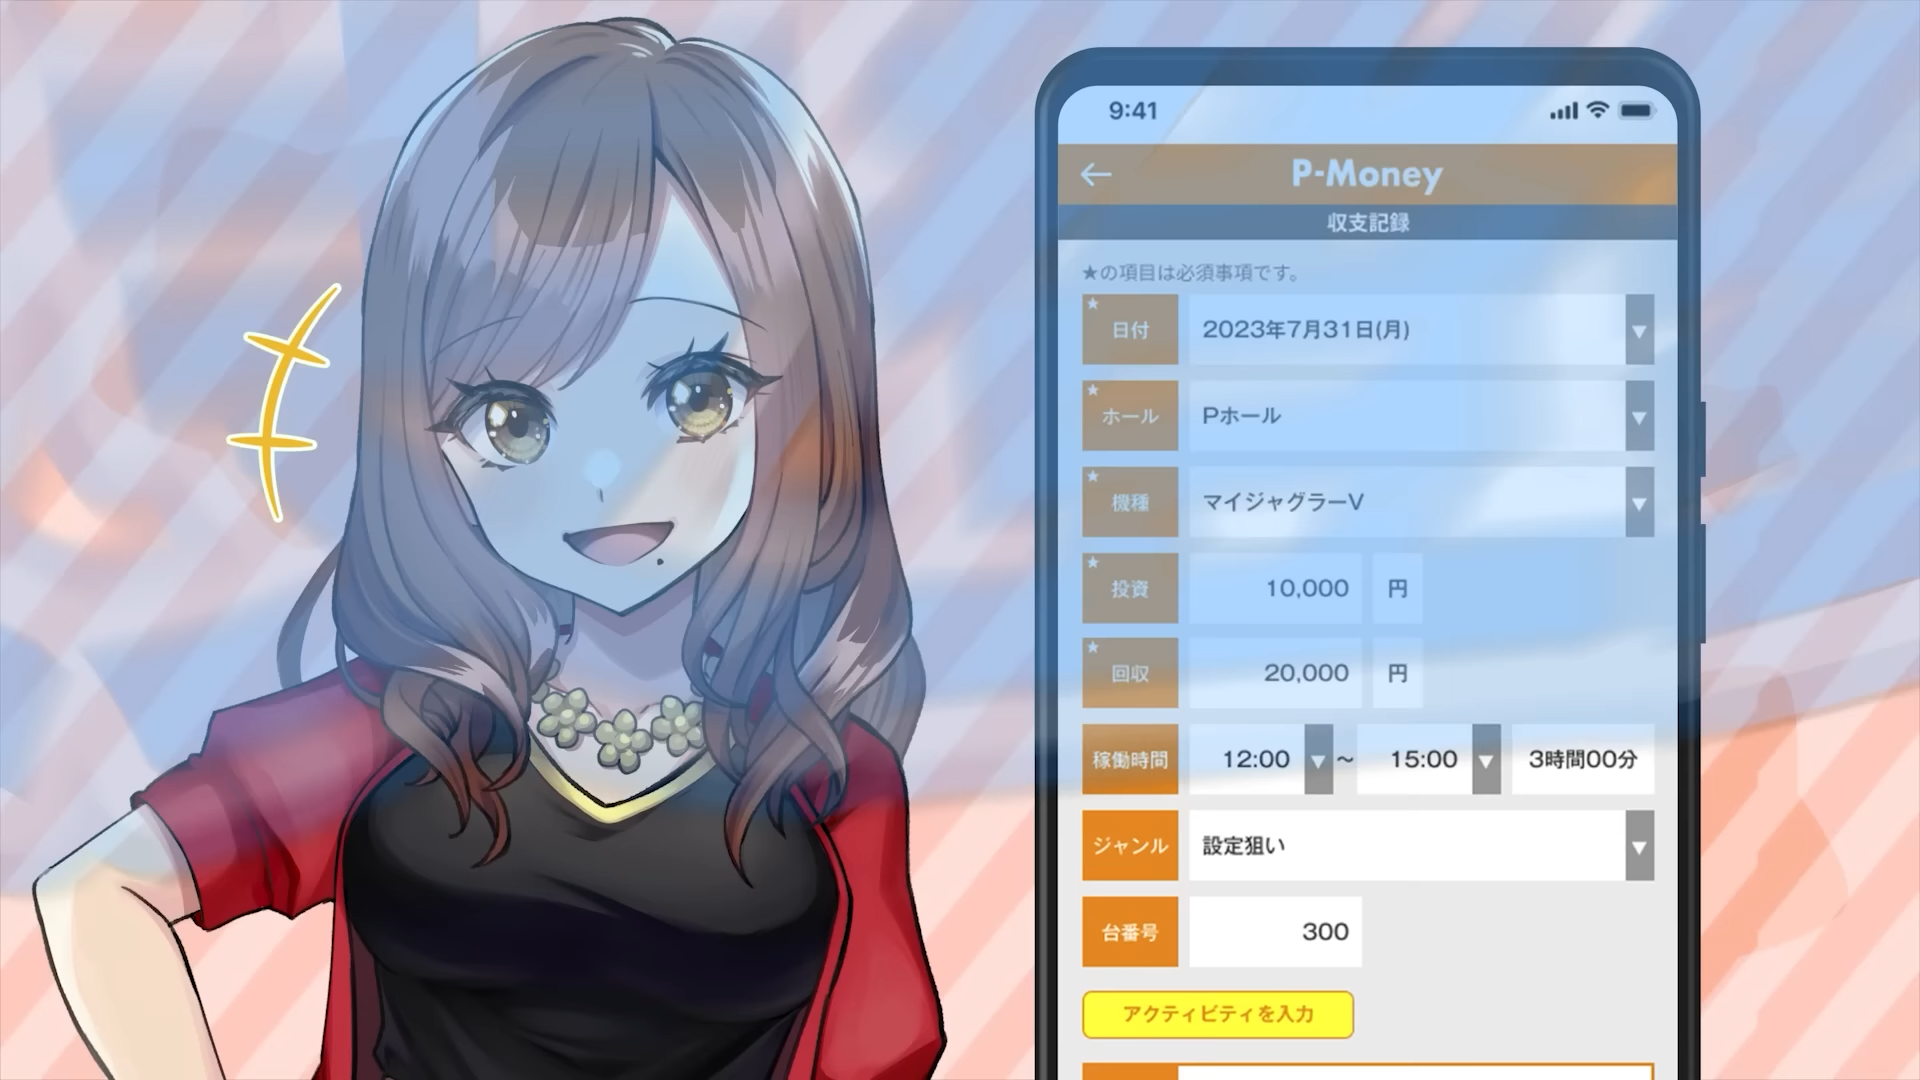 9:41
P-Money
収支記録
★の項目は必須事項です。
★日付 2023年7月31日(月) ▼
★ホール Pホール ▼
★機種 マイジャグラーV ▼
★投資 10,000 円
★回収 20,000 円
稼働時間 12:00 ▼ ~ 15:00 ▼ 3時間00分
ジャンル 設定狙い ▼
台番号 300
アクティビティを入力